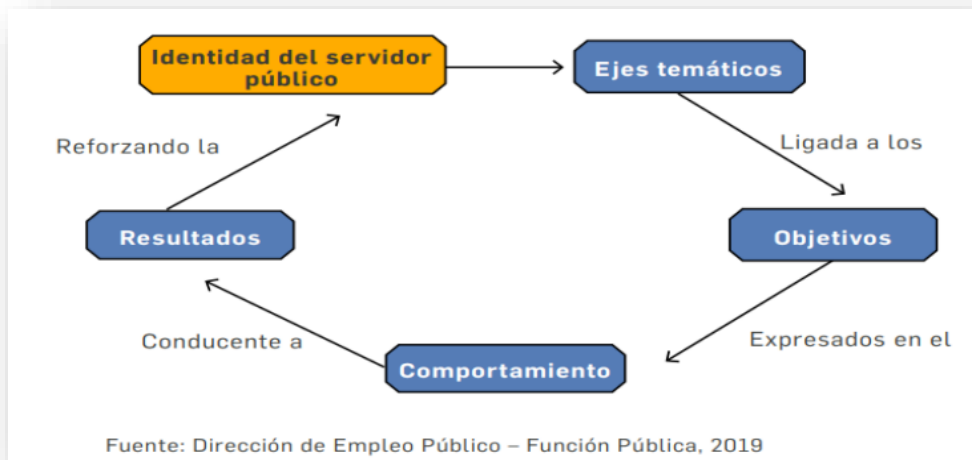 Identidad del servidor
público
Ejes temáticos
Ligada a los
Objetivos
Expresados en el
Comportamiento
Conducente a
Resultados
Reforzando la
Fuente: Dirección de Empleo Público – Función Pública, 2019